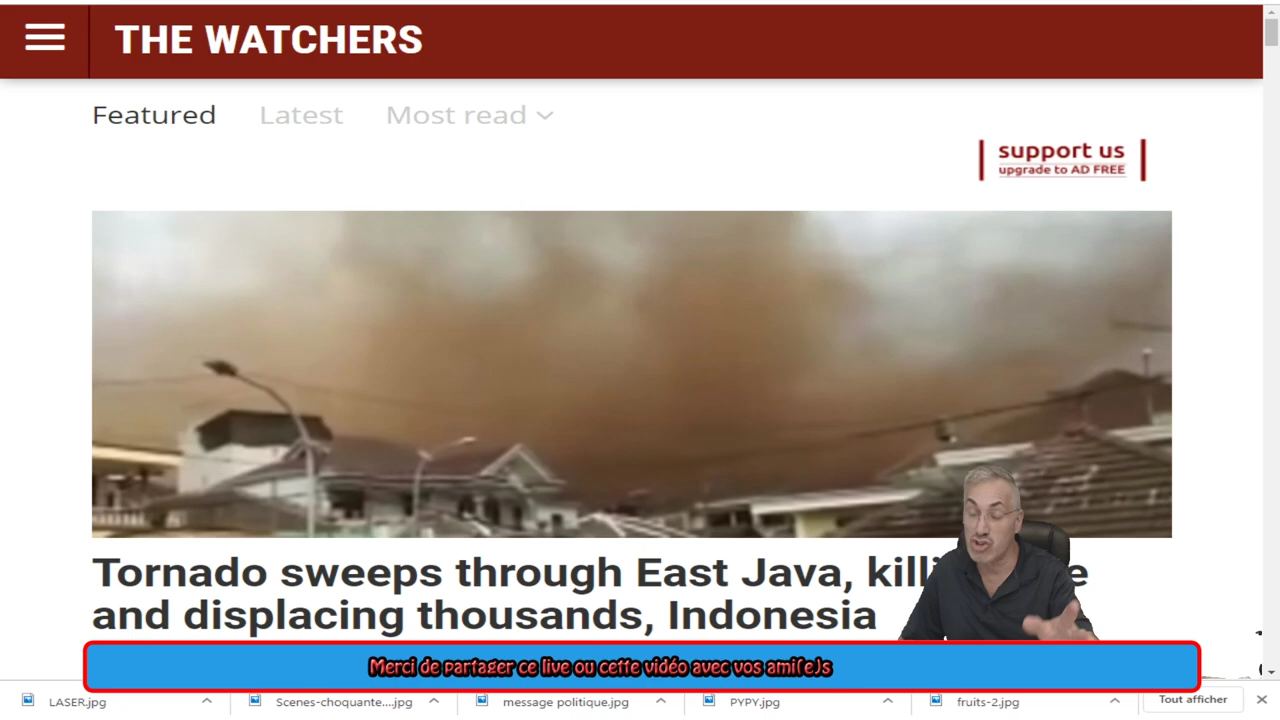 THE WATCHERS
Featured Latest Most read
support us
upgrade to AD FREE
Tornado sweeps through East Java,
and displacing thousands, Indonesia
Merci de partager ce live ou cette vidéo avec vos ami(e)s
LASER.jpg Scenes-choquante....jpg message politique.jpg PYPY.jpg fruits-2.jpg Tout afficher